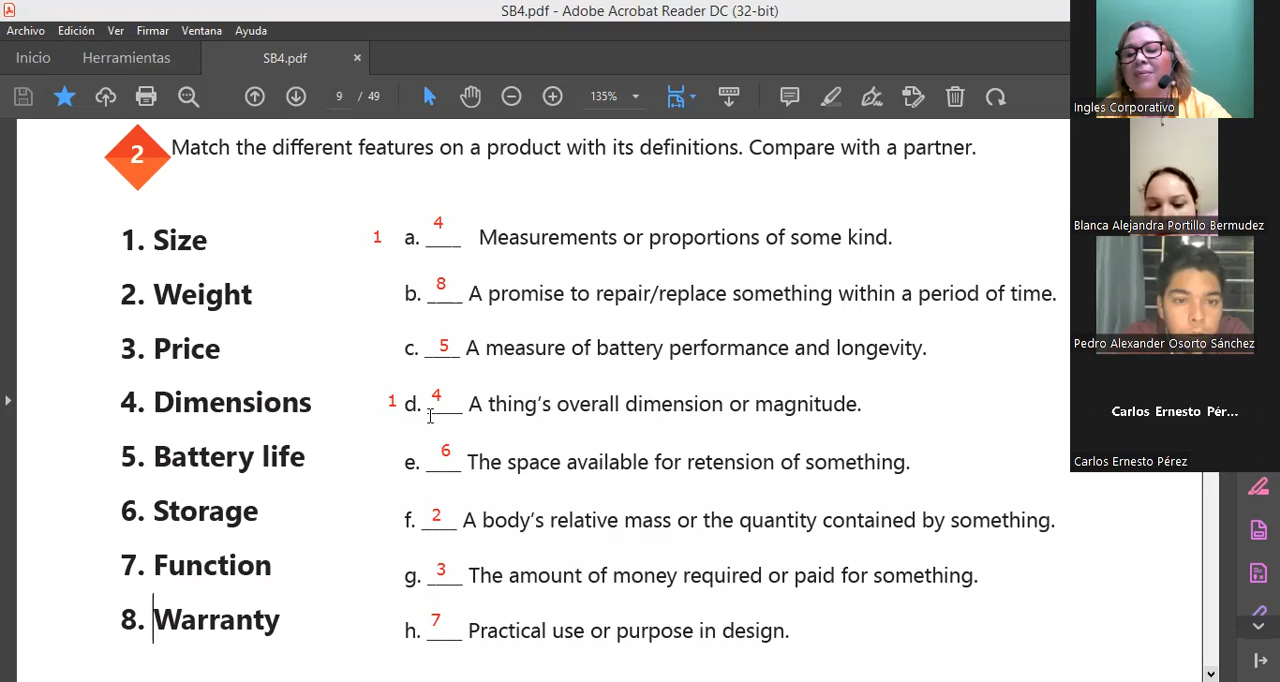 SB4.pdf - Adobe Acrobat Reader DC (32-bit)
Archivo Edición Ver Firmar Ventana Ayuda
Inicio Herramientas SB4.pdf ×
9 / 49 135%
2 Match the different features on a product with its definitions. Compare with a partner.
1. Size
2. Weight
3. Price
4. Dimensions
5. Battery life
6. Storage
7. Function
8. Warranty
1 a. 4 Measurements or proportions of some kind.
b. 8 A promise to repair/replace something within a period of time.
c. 5 A measure of battery performance and longevity.
1 d. 4 A thing's overall dimension or magnitude.
e. 6 The space available for retension of something.
f. 2 A body's relative mass or the quantity contained by something.
g. 3 The amount of money required or paid for something.
h. 7 Practical use or purpose in design.
Ingles Corporativo
Blanca Alejandra Portillo Bermudez
Pedro Alexander Osorto Sánchez
Carlos Ernesto Pér...
Carlos Ernesto Pérez